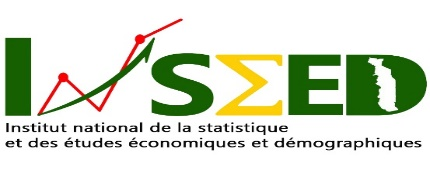 INSΣED
Institut national de la statistique
et des études économiques et démographiques